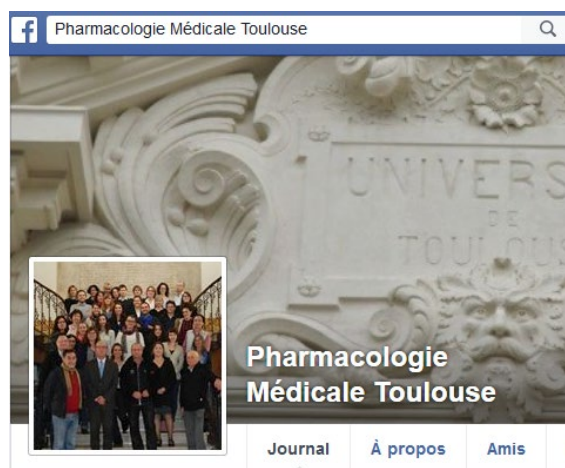 f
Pharmacologie Médicale Toulouse
UNIVERS
DE
TOULOUS
Pharmacologie
Médicale Toulouse
Journal À propos Amis